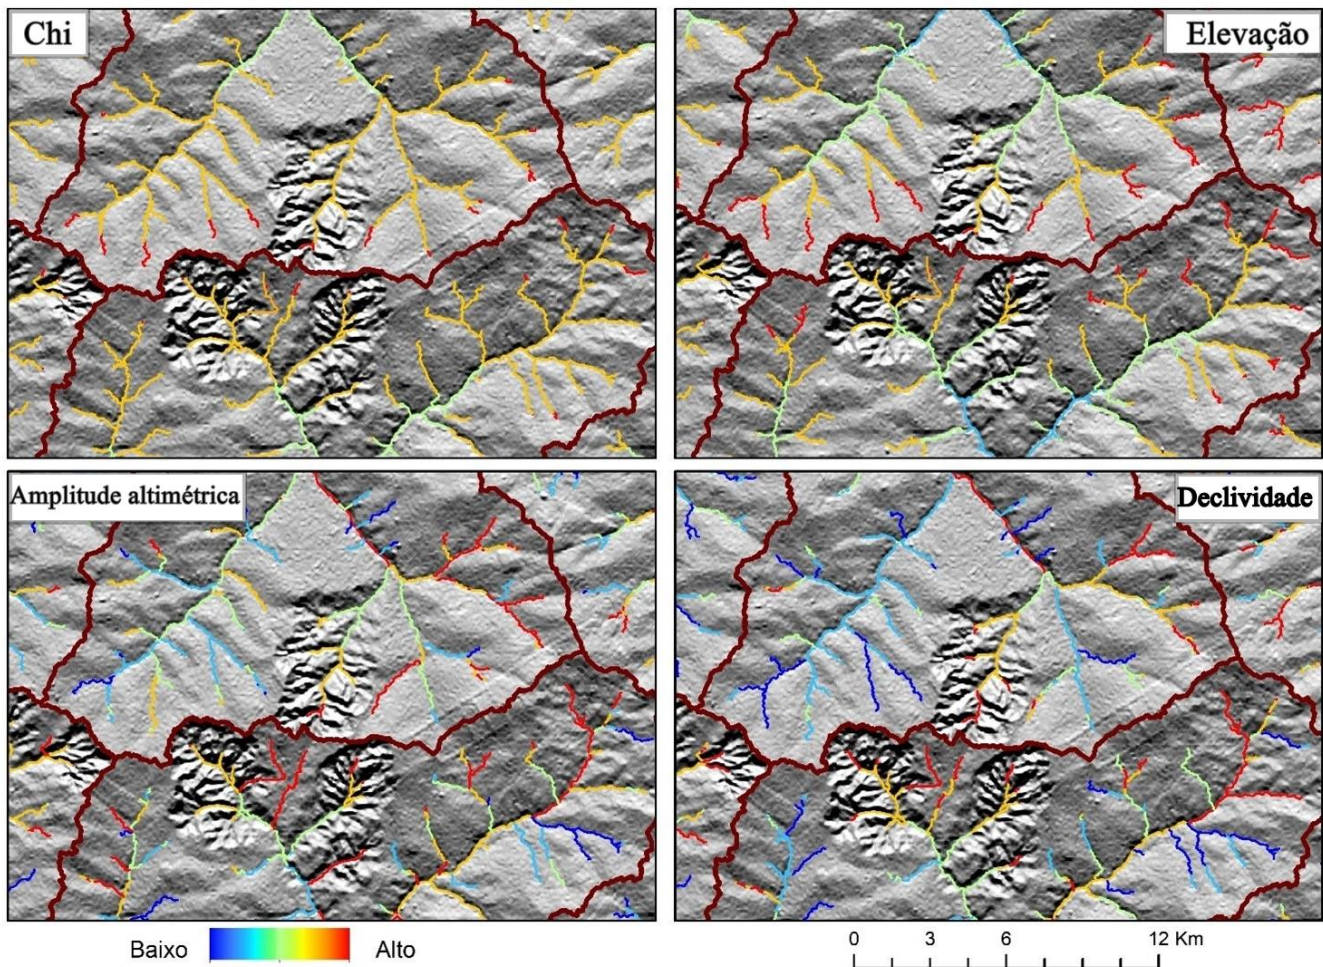 Chi
Elevação
Amplitude altimétrica
Declividade
Baixo
Alto
0 3 6 12 Km